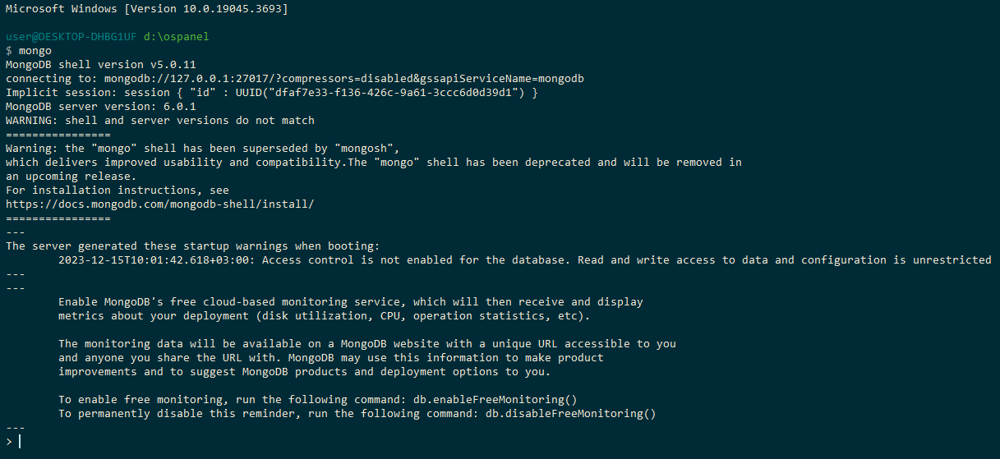 Microsoft Windows [Version 10.0.19045.3693]
user@DESKTOP-DHBG1UF d:\ospanel
$ mongo
MongoDB shell version v5.0.11
connecting to: mongodb://127.0.0.1:27017/?compressors=disabled&gssapiServiceName=mongodb
Implicit session: session { "id" : UUID("dfaf7e33-f136-426c-9a61-3ccc6d0d39d1") }
MongoDB server version: 6.0.1
WARNING: shell and server versions do not match
================
Warning: the "mongo" shell has been superseded by "mongosh",
which delivers improved usability and compatibility.The "mongo" shell has been deprecated and will be removed in
an upcoming release.
For installation instructions, see
https://docs.mongodb.com/mongodb-shell/install/
================
---
The server generated these startup warnings when booting:
        2023-12-15T10:01:42.618+03:00: Access control is not enabled for the database. Read and write access to data and configuration is unrestricted
---
---
        Enable MongoDB's free cloud-based monitoring service, which will then receive and display
        metrics about your deployment (disk utilization, CPU, operation statistics, etc).
        The monitoring data will be available on a MongoDB website with a unique URL accessible to you
        and anyone you share the URL with. MongoDB may use this information to make product
        improvements and to suggest MongoDB products and deployment options to you.
        To enable free monitoring, run the following command: db.enableFreeMonitoring()
        To permanently disable this reminder, run the following command: db.disableFreeMonitoring()
---
>